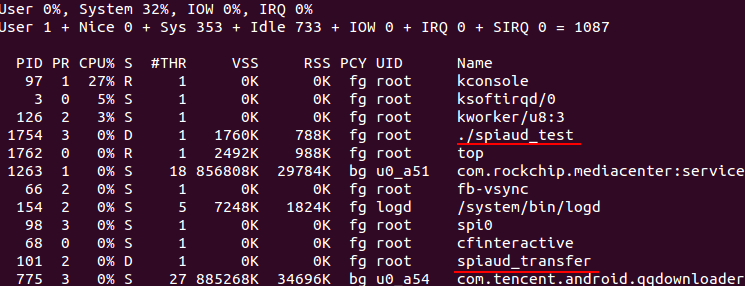 User 0%, System 32%, IOW 0%, IRQ 0%
User 1 + Nice 0 + Sys 353 + Idle 733 + IOW 0 + IRQ 0 + SIRQ 0 = 1087
PID PR CPU% S #THR VSS RSS PCY UID Name
97 1 27% R 1 0K 0K fg root kconsole
3 0 5% S 1 0K 0K fg root ksoftirqd/0
126 2 3% S 1 0K 0K fg root kworker/u8:3
1754 3 0% D 1 1760K 788K fg root ./spiaud_test
1762 0 0% R 1 2492K 988K fg root top
1263 1 0% S 18 856808K 29784K bg u0_a51 com.rockchip.mediacenter:service
66 2 0% S 1 0K 0K fg root fb-vsync
154 2 0% S 5 7248K 1824K fg logd /system/bin/logd
98 3 0% S 1 0K 0K fg root spi0
68 0 0% S 1 0K 0K fg root cfinteractive
101 2 0% D 1 0K 0K fg root spiaud_transfer
775 3 0% S 27 885268K 34696K bg u0_a54 com.tencent.android.qqdownloader